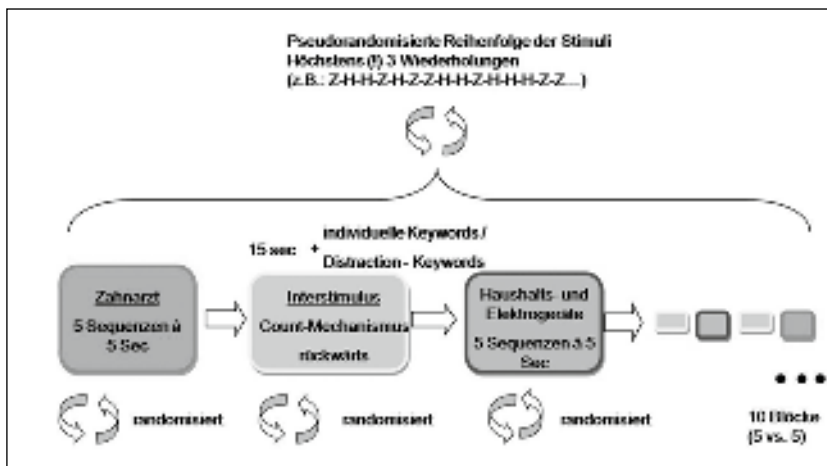 Pseudorandomisierte Reihenfolge der Stimuli
Höchstens (!) 3 Wiederholungen
(z.B.: Z-H-H-Z-H-Z-Z-H-H-Z-H-H-H-Z-Z...)
15 sec + individuelle Keywords /
Distraction - Keywords
Zahnarzt
5 Sequenzen à
5 Sec
Interstimulus
Count-Mechanismus
rückwärts
Haushalts- und
Elektrogeräte
5 Sequenzen à 5
Sec
randomisiert
randomisiert
randomisiert
10 Blöcke
(5 vs. 5)